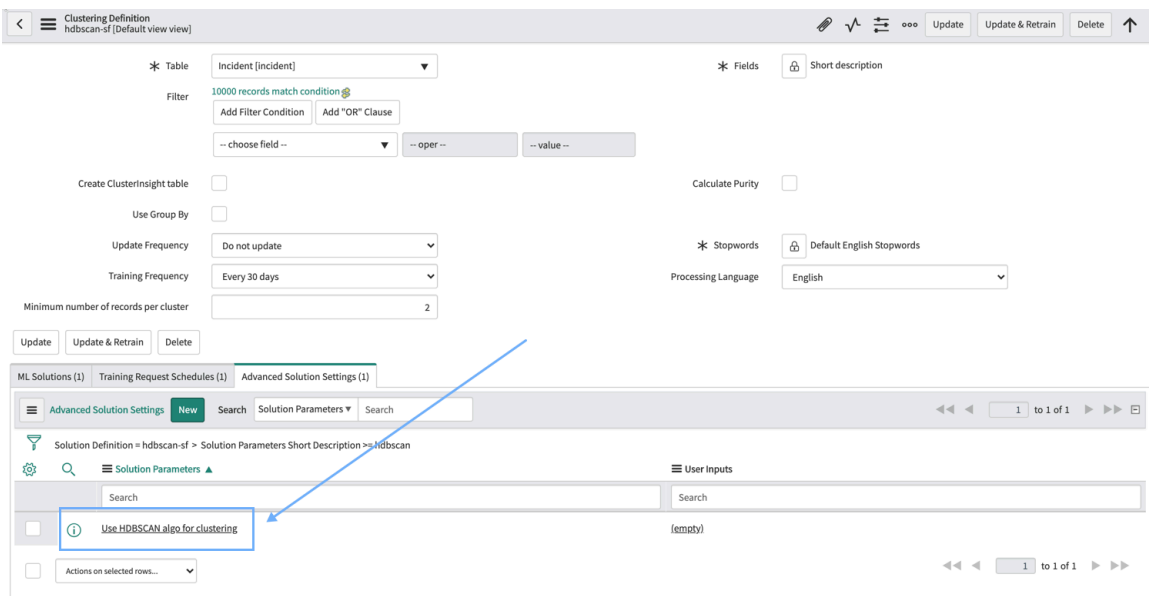 Clustering Definition
hdbscan-sf [Default view view]
Update
Update & Retrain
Delete
Table
Incident [incident]
Fields
Short description
Filter
10000 records match condition
Add Filter Condition
Add "OR" Clause
-- choose field --
-- oper --
-- value --
Create ClusterInsight table
Calculate Purity
Use Group By
Update Frequency
Do not update
Stopwords
Default English Stopwords
Training Frequency
Every 30 days
Processing Language
English
Minimum number of records per cluster
2
Update
Update & Retrain
Delete
ML Solutions (1)
Training Request Schedules (1)
Advanced Solution Settings (1)
Advanced Solution Settings
New
Search
Solution Parameters
Search
1 to 1 of 1
Solution Definition = hdbscan-sf > Solution Parameters Short Description >= hdbscan
Solution Parameters
User Inputs
Search
Search
Use HDBSCAN algo for clustering
(empty)
Actions on selected rows...
1 to 1 of 1